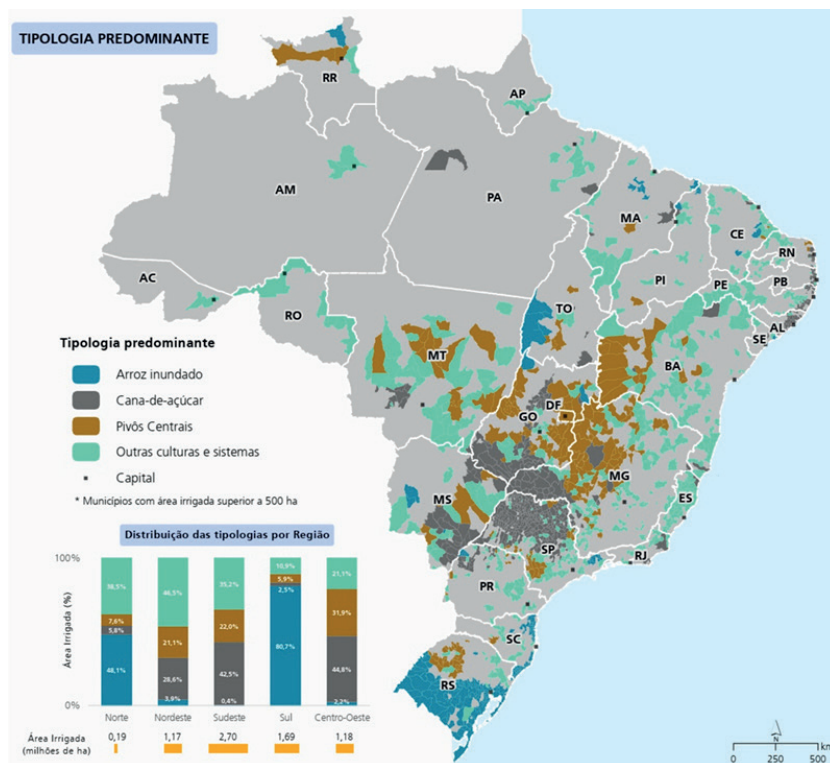 TIPOLOGIA PREDOMINANTE
RR
AP
AM
PA
MA
CE
RN
PB
PE
PI
AL
SE
BA
TO
AC
RO
MT
DF
GO
MG
ES
MS
SP
RJ
PR
SC
RS
Tipologia predominante
Arroz inundado
Cana-de-açúcar
Pivôs Centrais
Outras culturas e sistemas
Capital
* Municípios com área irrigada superior a 500 ha
Distribuição das tipologias por Região
100%
0%
Área Irrigada (%)
38,5%
7,6%
5,8%
48,1%
46,5%
21,1%
28,6%
3,9%
35,2%
22,0%
42,5%
0,4%
10,9%
5,9%
2,5%
80,7%
21,1%
31,9%
44,8%
2,2%
Norte Nordeste Sudeste Sul Centro-Oeste
Área Irrigada 0,19 1,17 2,70 1,69 1,18
(milhões de ha)
N
km
0 250 500